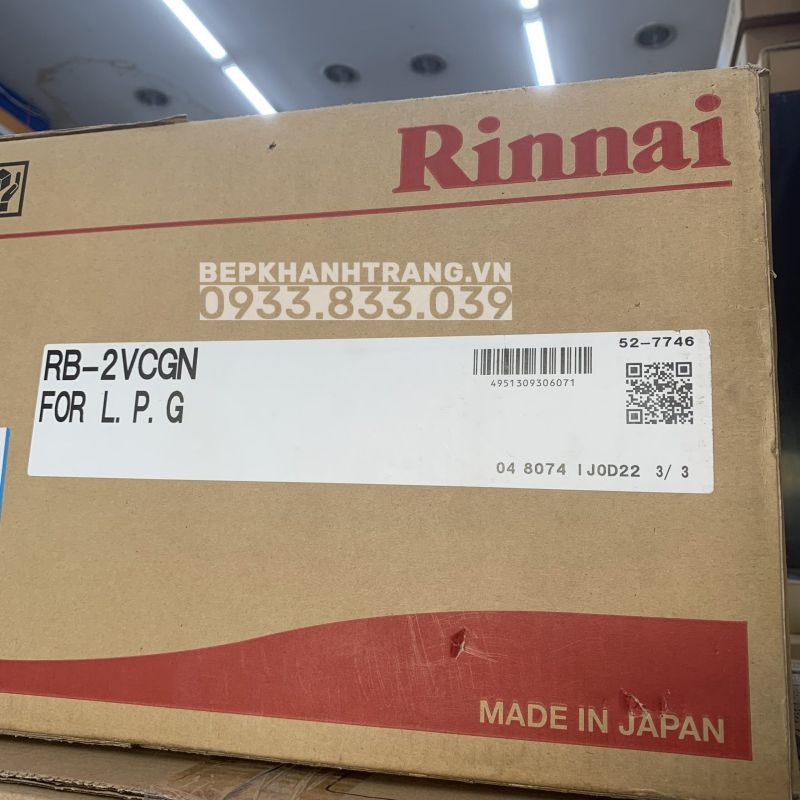 Rinnai
BEPKHANHTRANG.VN
0933.833.039
52-7746
RB-2VCGN
4951309306071
FOR L.P.G
04 8074 IJ0D22 3/ 3
MADE IN JAPAN